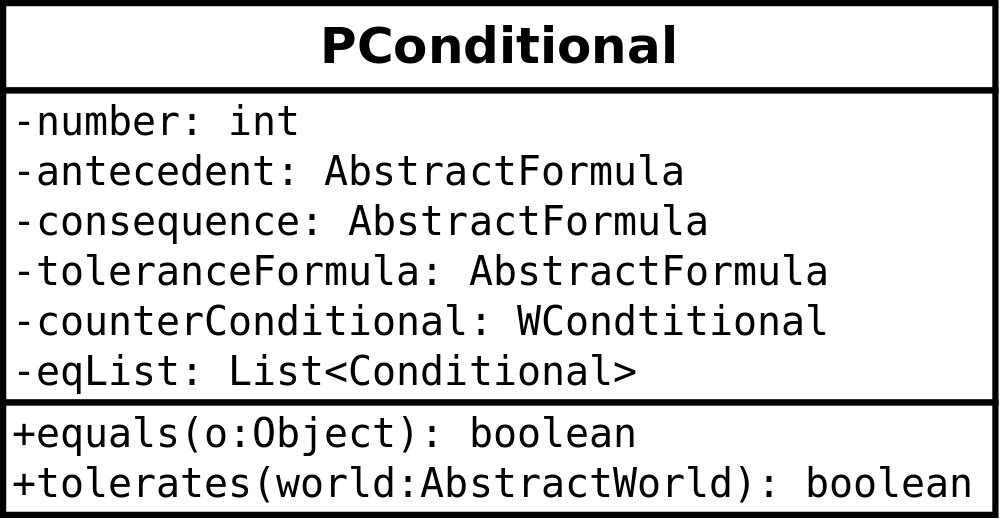 PConditional
-number: int
-antecedent: AbstractFormula
-consequence: AbstractFormula
-toleranceFormula: AbstractFormula
-counterConditional: WCondtitional
-eqList: List<Conditional>
+equals(o:Object): boolean
+tolerates(world:AbstractWorld): boolean